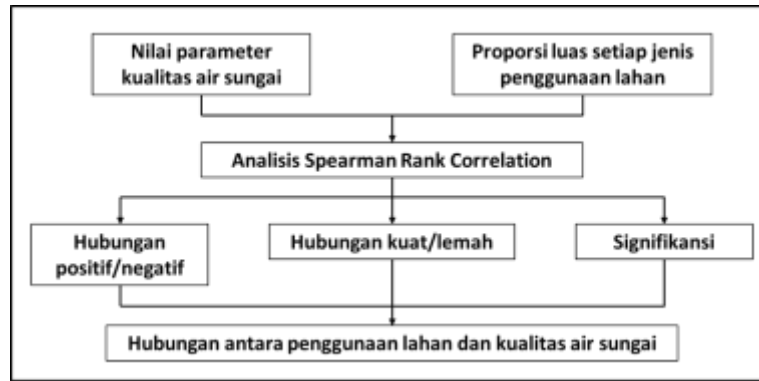 Nilai parameter
kualitas air sungai
Proporsi luas setiap jenis
penggunaan lahan
Analisis Spearman Rank Correlation
Hubungan
positif/negatif
Hubungan kuat/lemah
Signifikansi
Hubungan antara penggunaan lahan dan kualitas air sungai